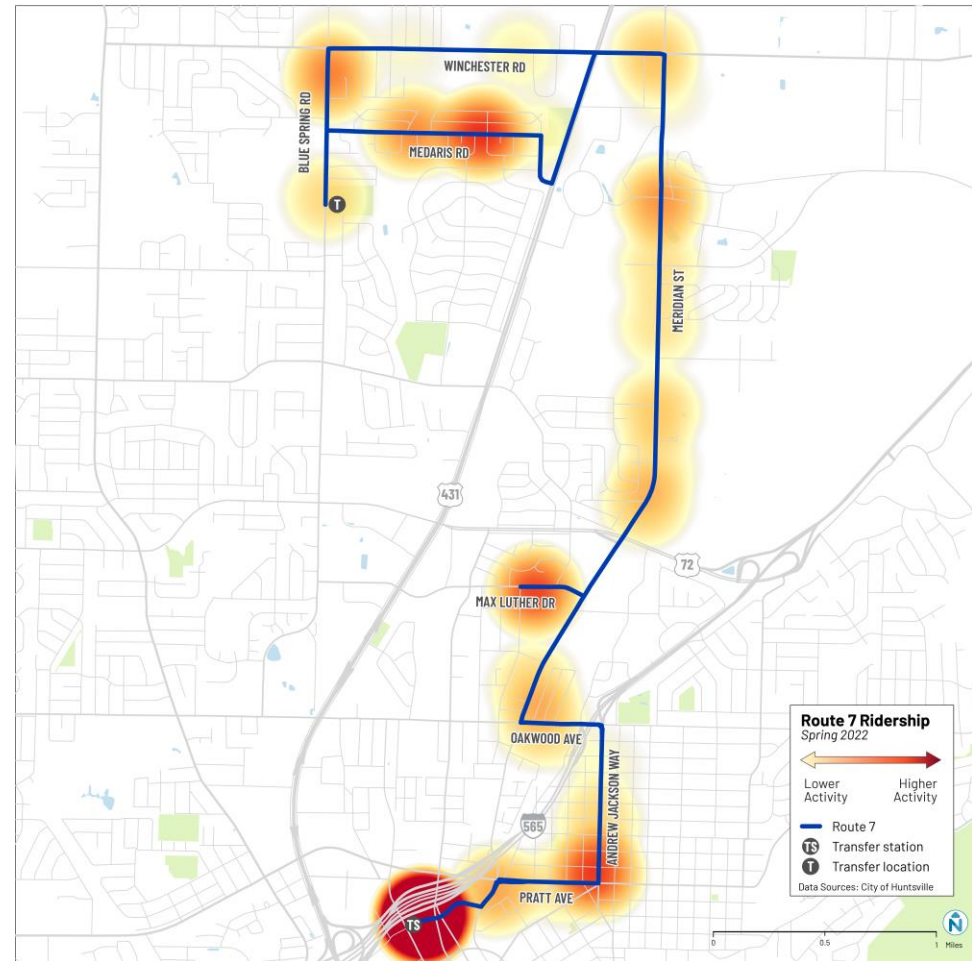 WINCHESTER RD
BLUE SPRING RD
MEDARIS RD
T
MERIDIAN ST
431
72
MAX LUTHER DR
OAKWOOD AVE
ANDREW JACKSON WAY
565
PRATT AVE
TS
Route 7 Ridership
Spring 2022
Lower Activity
Higher Activity
Route 7
TS Transfer station
T Transfer location
Data Sources: City of Huntsville
N
0 0.5 1 Miles